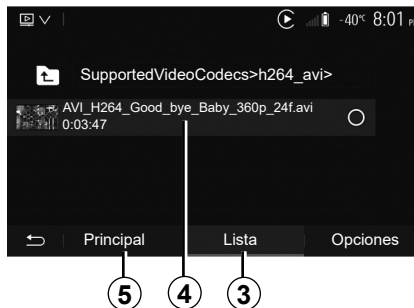 -40°C 8:01
SupportedVideoCodecs>h264_avi>
AVI_H264_Good_bye_Baby_360p_24f.avi
0:03:47
Principal Lista Opciones
5 4 3